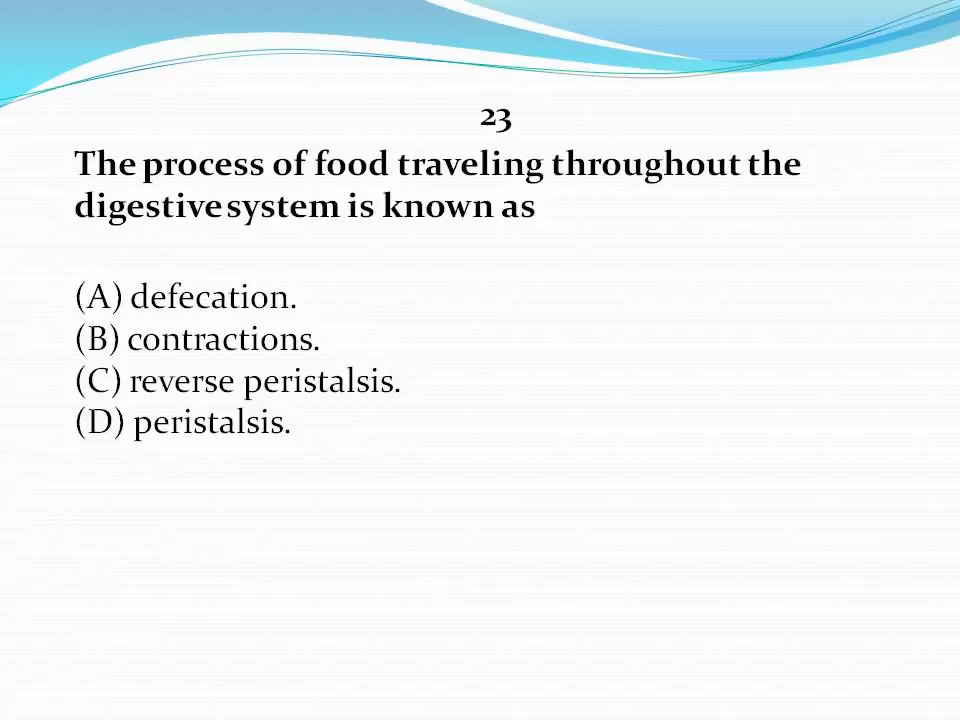 23
The process of food traveling throughout the
digestive system is known as
(A) defecation.
(B) contractions.
(C) reverse peristalsis.
(D) peristalsis.